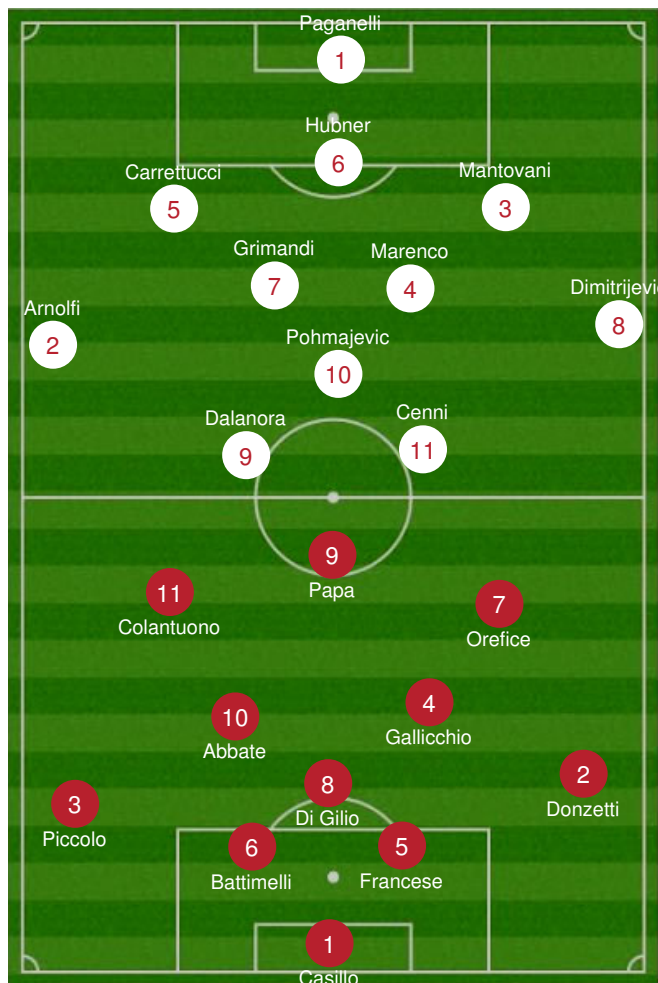 Paganelli
1
Hubner
6
Carrettucci
5
Mantovani
3
Grimandi
7
Marenco
4
Dimitrijevic
8
Arnolfi
2
Pohmajevic
10
Dalanora
9
Cenni
11
9
Papa
11
Colantuono
7
Orefice
10
Abbate
4
Gallicchio
8
Di Gilio
2
Donzetti
3
Piccolo
6
Battimelli
5
Francese
1
Casillo